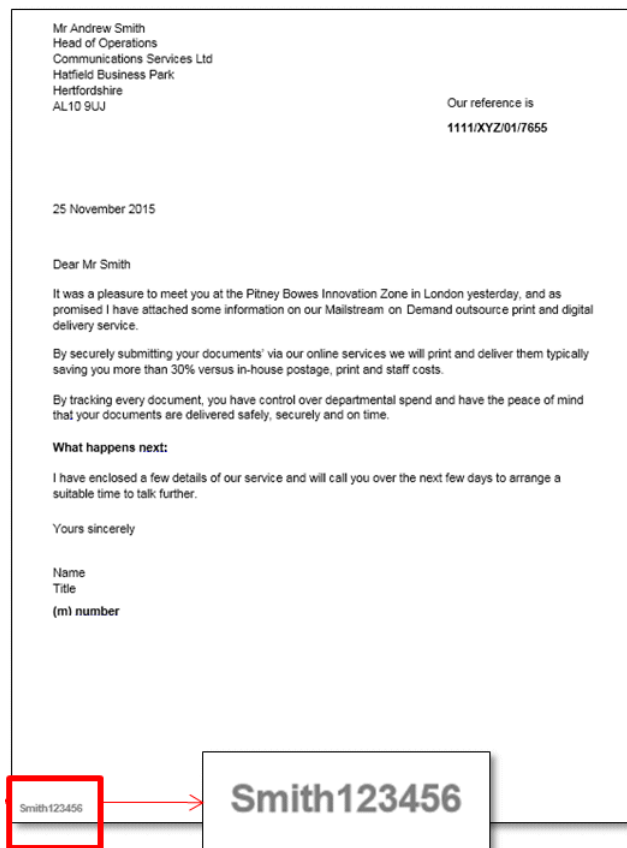 Mr Andrew Smith
Head of Operations
Communications Services Ltd
Hatfield Business Park
Hertfordshire
AL10 9UJ
Our reference is
1111/XYZ/01/7655
25 November 2015
Dear Mr Smith
It was a pleasure to meet you at the Pitney Bowes Innovation Zone in London yesterday, and as
promised I have attached some information on our Mailstream on Demand outsource print and digital
delivery service.
By securely submitting your documents' via our online services we will print and deliver them typically
saving you more than 30% versus in-house postage, print and staff costs.
By tracking every document, you have control over departmental spend and have the peace of mind
that your documents are delivered safely, securely and on time.
What happens next:
I have enclosed a few details of our service and will call you over the next few days to arrange a
suitable time to talk further.
Yours sincerely
Name
Title
(m) number
Smith123456
Smith123456